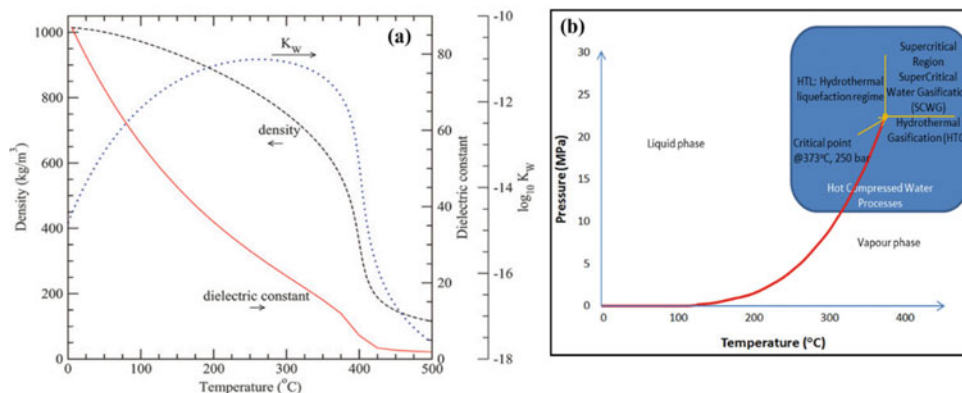 (a)
1000
800
600
400
200
0
Density (kg/m³)
0
100
200
300
400
500
Temperature (°C)
80
60
40
20
0
Dielectric constant
-10
-12
-14
-16
-18
log₁₀ K_W
K_W
density
dielectric constant
(b)
30
25
20
15
10
5
0
Pressure (MPa)
0
100
200
300
400
Temperature (°C)
Liquid phase
Vapour phase
Supercritical
Region
SuperCritical
Water Gasification
(SCWG)
HTL: Hydrothermal
liquefaction regime
Hydrothermal
Gasification (HTG
Critical point
@373°C, 250 bar
Hot Compressed Water
Processes